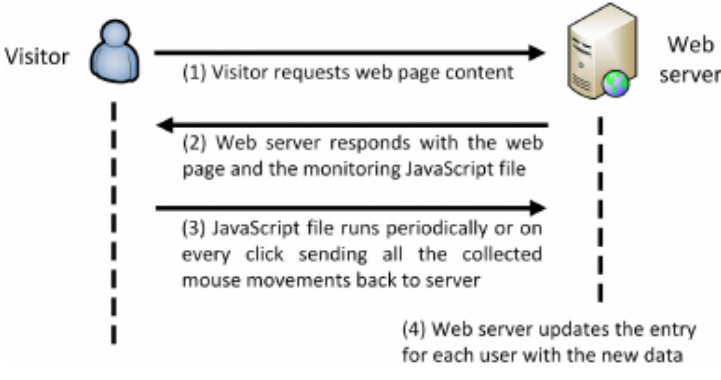 Visitor
Web
server
(1) Visitor requests web page content
(2) Web server responds with the web
page and the monitoring JavaScript file
(3) JavaScript file runs periodically or on
every click sending all the collected
mouse movements back to server
(4) Web server updates the entry
for each user with the new data